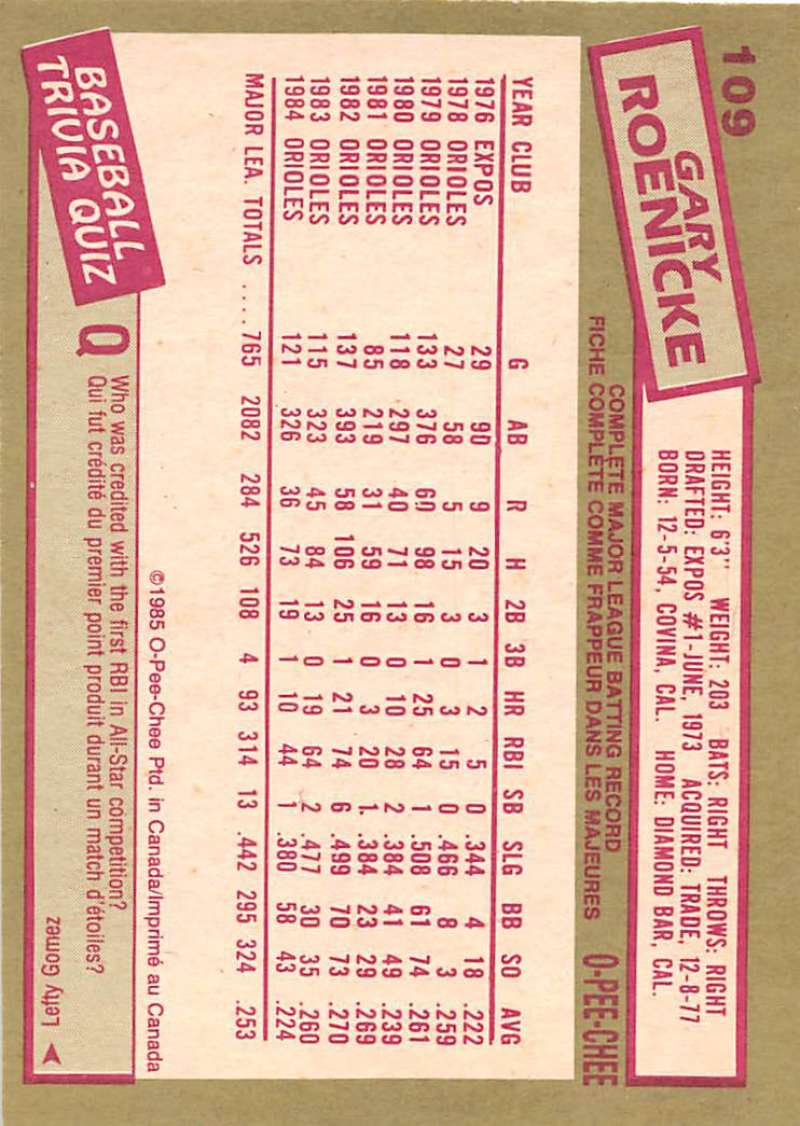 109
GARY
ROENICKE
HEIGHT: 6'3" WEIGHT: 203 BATS: RIGHT THROWS: RIGHT
DRAFTED: EXPOS #1-JUNE, 1973 ACQUIRED: TRADE, 12-8-77
BORN: 12-5-54, COVINA, CAL. HOME: DIAMOND BAR, CAL.
COMPLETE MAJOR LEAGUE BATTING RECORD
FICHE COMPLÈTE COMME FRAPPEUR DANS LES MAJEURES
O-PEE-CHEE
YEAR CLUB G AB R H 2B 3B HR RBI SB SLG BB SO AVG
1976 EXPOS 29 90 9 20 3 1 2 5 0 .344 4 18 .222
1978 ORIOLES 27 58 5 15 3 0 3 15 0 .466 8 3 .259
1979 ORIOLES 133 376 60 98 16 1 25 64 1 .508 61 74 .261
1980 ORIOLES 118 297 40 71 13 0 10 28 2 .384 41 49 .239
1981 ORIOLES 85 219 31 59 16 0 3 20 1 .384 23 29 .269
1982 ORIOLES 137 393 58 106 25 1 21 74 6 .499 70 73 .270
1983 ORIOLES 115 323 45 84 13 0 19 64 2 .477 30 35 .260
1984 ORIOLES 121 326 36 73 19 1 10 44 1 .380 58 43 .224
MAJOR LEA. TOTALS .... 765 2082 284 526 108 4 93 314 13 .442 295 324 .253
©1985 O-Pee-Chee Ptd. in Canada/Imprimé au Canada
BASEBALL
TRIVIA QUIZ
Q Who was credited with the first RBI in All-Star competition?
Qui fut crédité du premier point produit durant un match d'étoiles?
Lefty Gomez